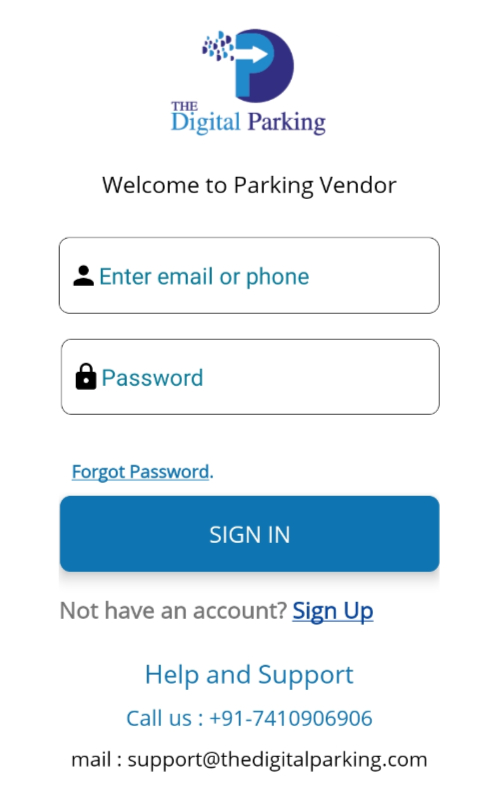 THE
Digital Parking
Welcome to Parking Vendor
Enter email or phone
Password
Forgot Password.
SIGN IN
Not have an account? Sign Up
Help and Support
Call us : +91-7410906906
mail : support@thedigitalparking.com